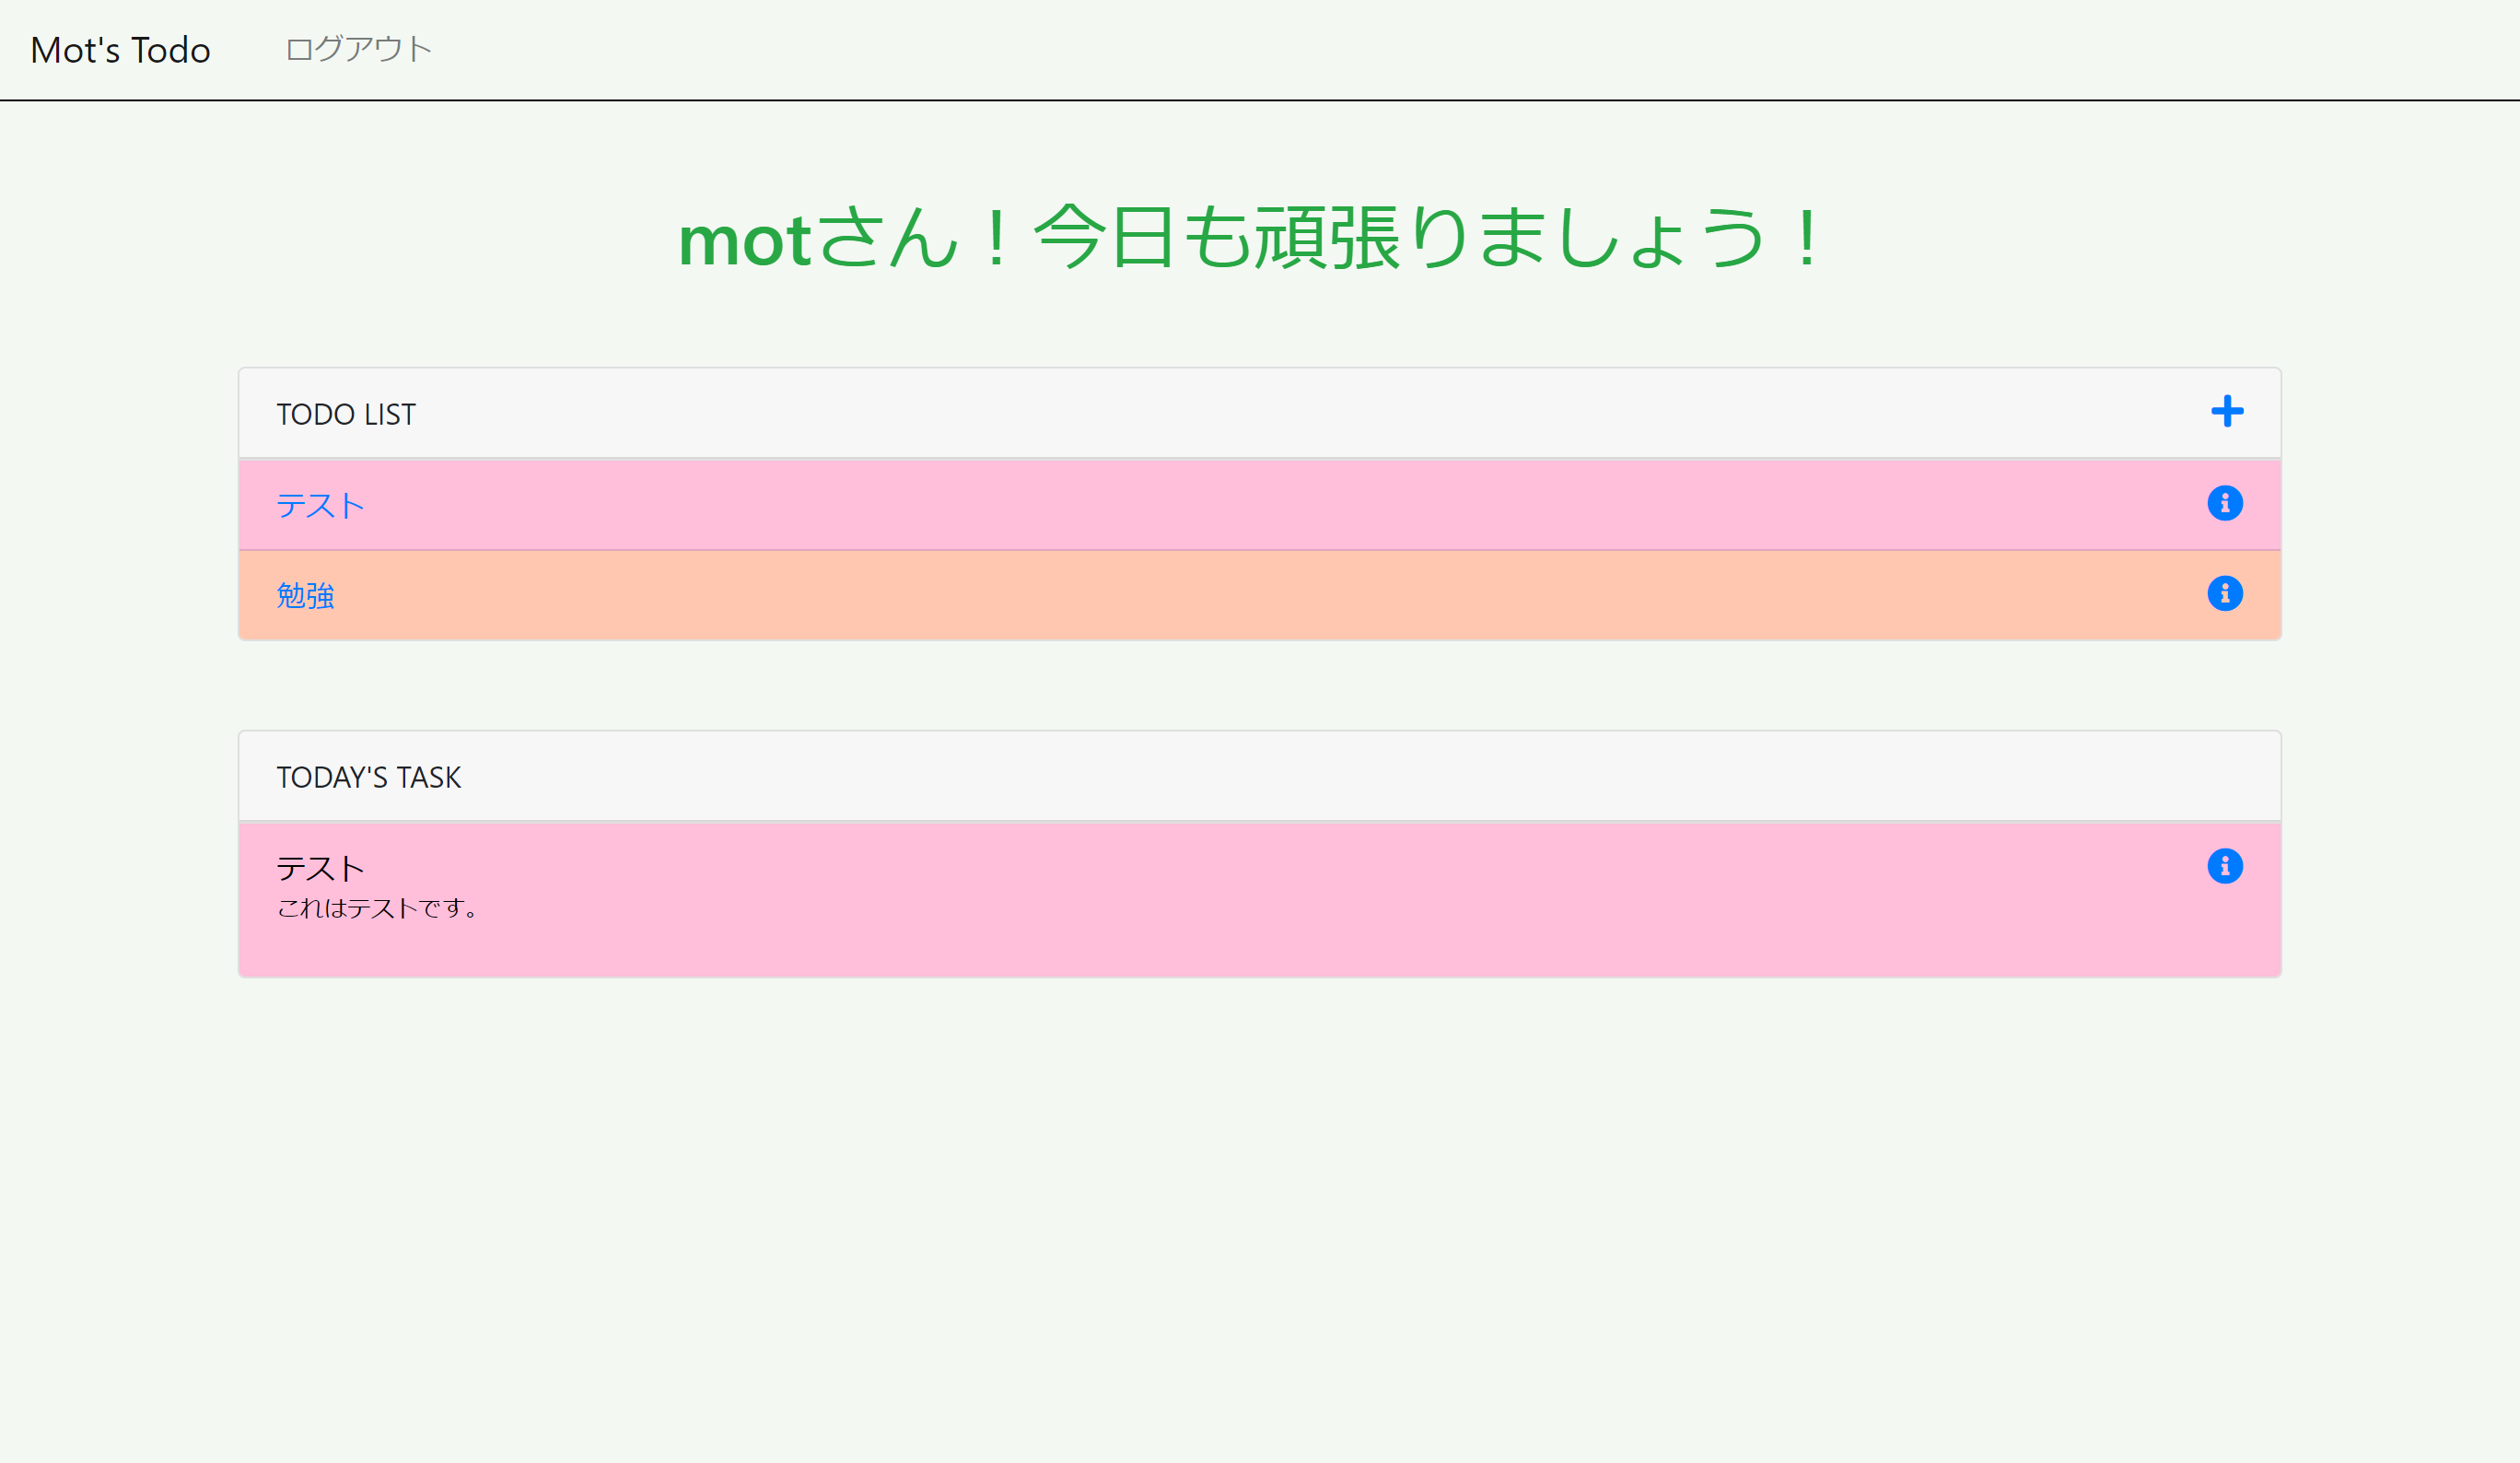 Mot's Todo ログアウト
motさん！今日も頑張りましょう！
TODO LIST
テスト
勉強
TODAY'S TASK
テスト
これはテストです。